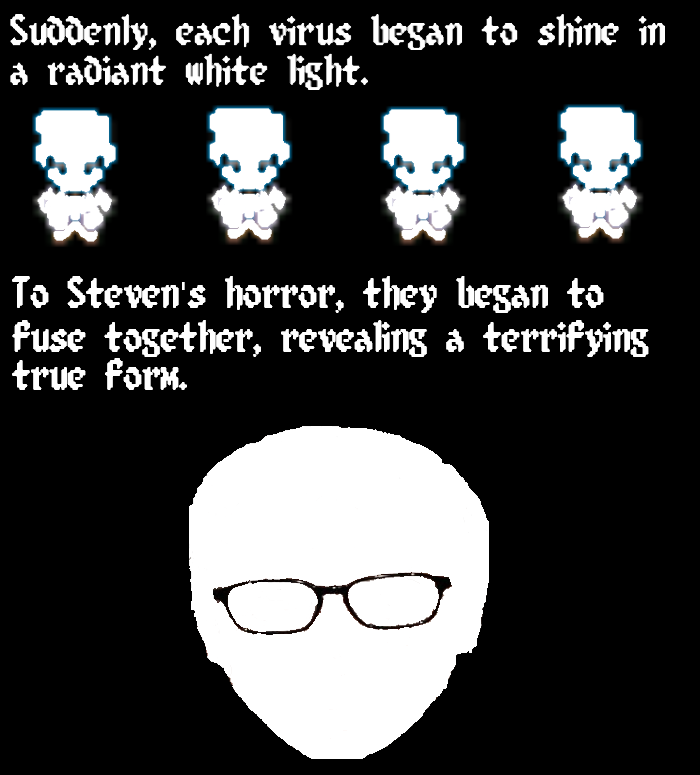 Suddenly, each virus began to shine in
a radiant white light.
To Steven's horror, they began to
fuse together, revealing a terrifying
true form.